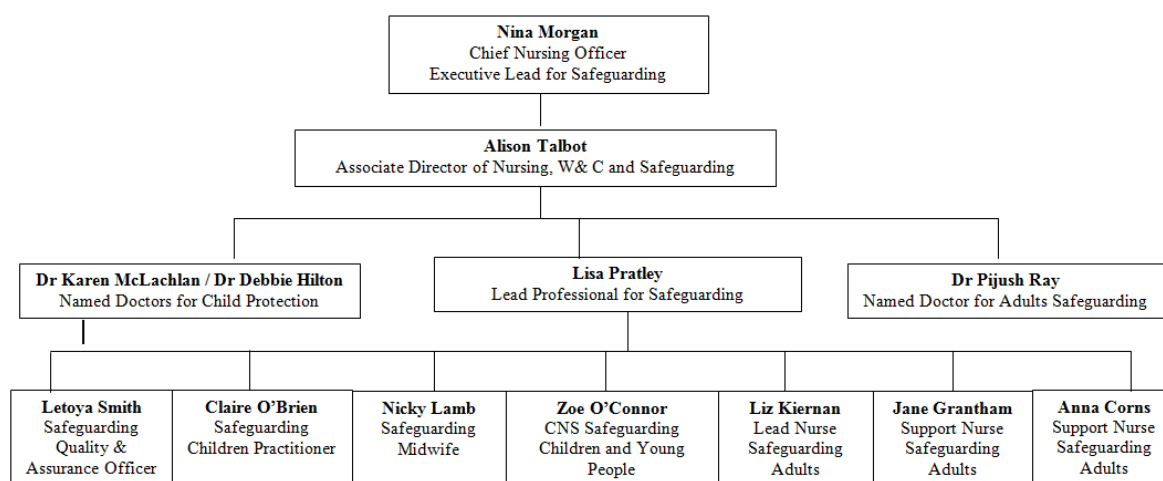 Nina Morgan
Chief Nursing Officer
Executive Lead for Safeguarding
Alison Talbot
Associate Director of Nursing, W& C and Safeguarding
Dr Karen McLachlan / Dr Debbie Hilton
Named Doctors for Child Protection
Lisa Pratley
Lead Professional for Safeguarding
Dr Pijush Ray
Named Doctor for Adults Safeguarding
Letoya Smith
Safeguarding
Quality &
Assurance Officer
Claire O’Brien
Safeguarding
Children Practitioner
Nicky Lamb
Safeguarding
Midwife
Zoe O’Connor
CNS Safeguarding
Children and Young
People
Liz Kiernan
Lead Nurse
Safeguarding
Adults
Jane Grantham
Support Nurse
Safeguarding
Adults
Anna Corns
Support Nurse
Safeguarding
Adults